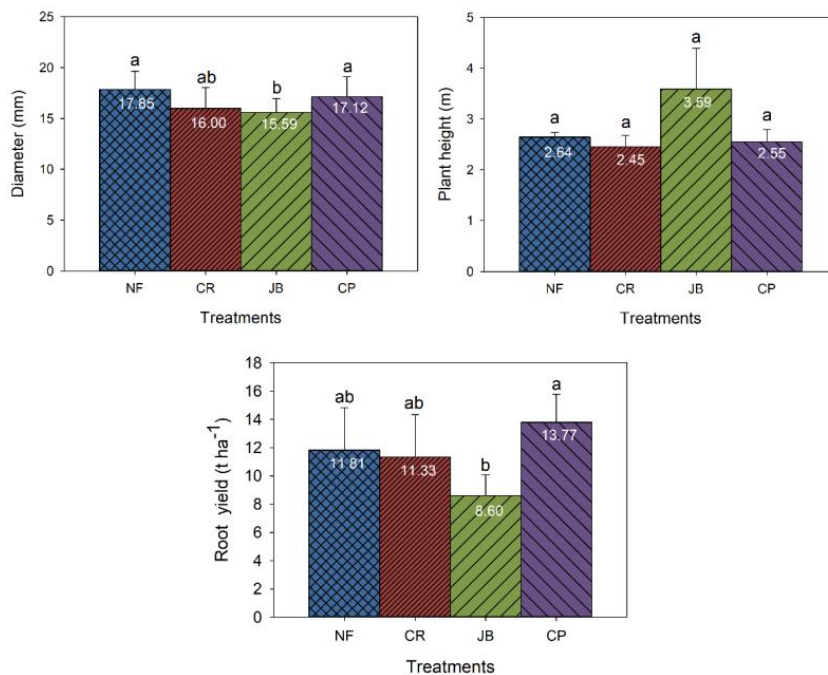 25
20
15
10
5
0
Diameter (mm)
a
ab
b
a
17.85
16.00
15.59
17.12
NF CR JB CP
Treatments
5
4
3
2
1
0
Plant height (m)
a
a
a
a
2.64
2.45
3.59
2.55
NF CR JB CP
Treatments
18
16
14
12
10
8
6
4
2
0
Root yield (t ha⁻¹)
ab
ab
b
a
11.81
11.33
8.60
13.77
NF CR JB CP
Treatments